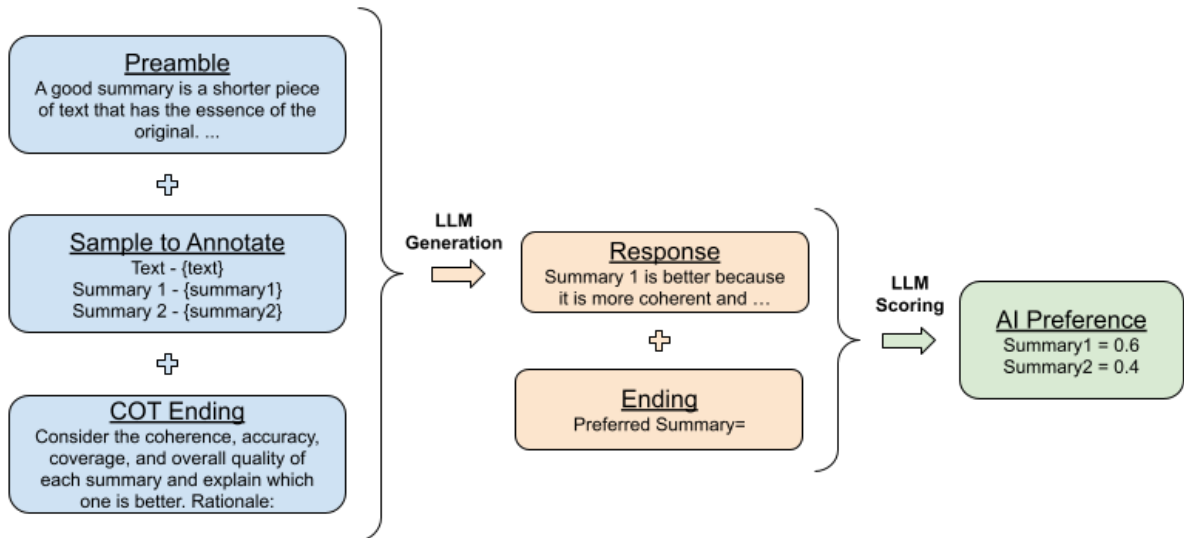 Preamble
A good summary is a shorter piece
of text that has the essence of the
original. ...
Sample to Annotate
Text - {text}
Summary 1 - {summary1}
Summary 2 - {summary2}
COT Ending
Consider the coherence, accuracy,
coverage, and overall quality of
each summary and explain which
one is better. Rationale:
LLM
Generation
Response
Summary 1 is better because
it is more coherent and ...
Ending
Preferred Summary=
LLM
Scoring
AI Preference
Summary1 = 0.6
Summary2 = 0.4